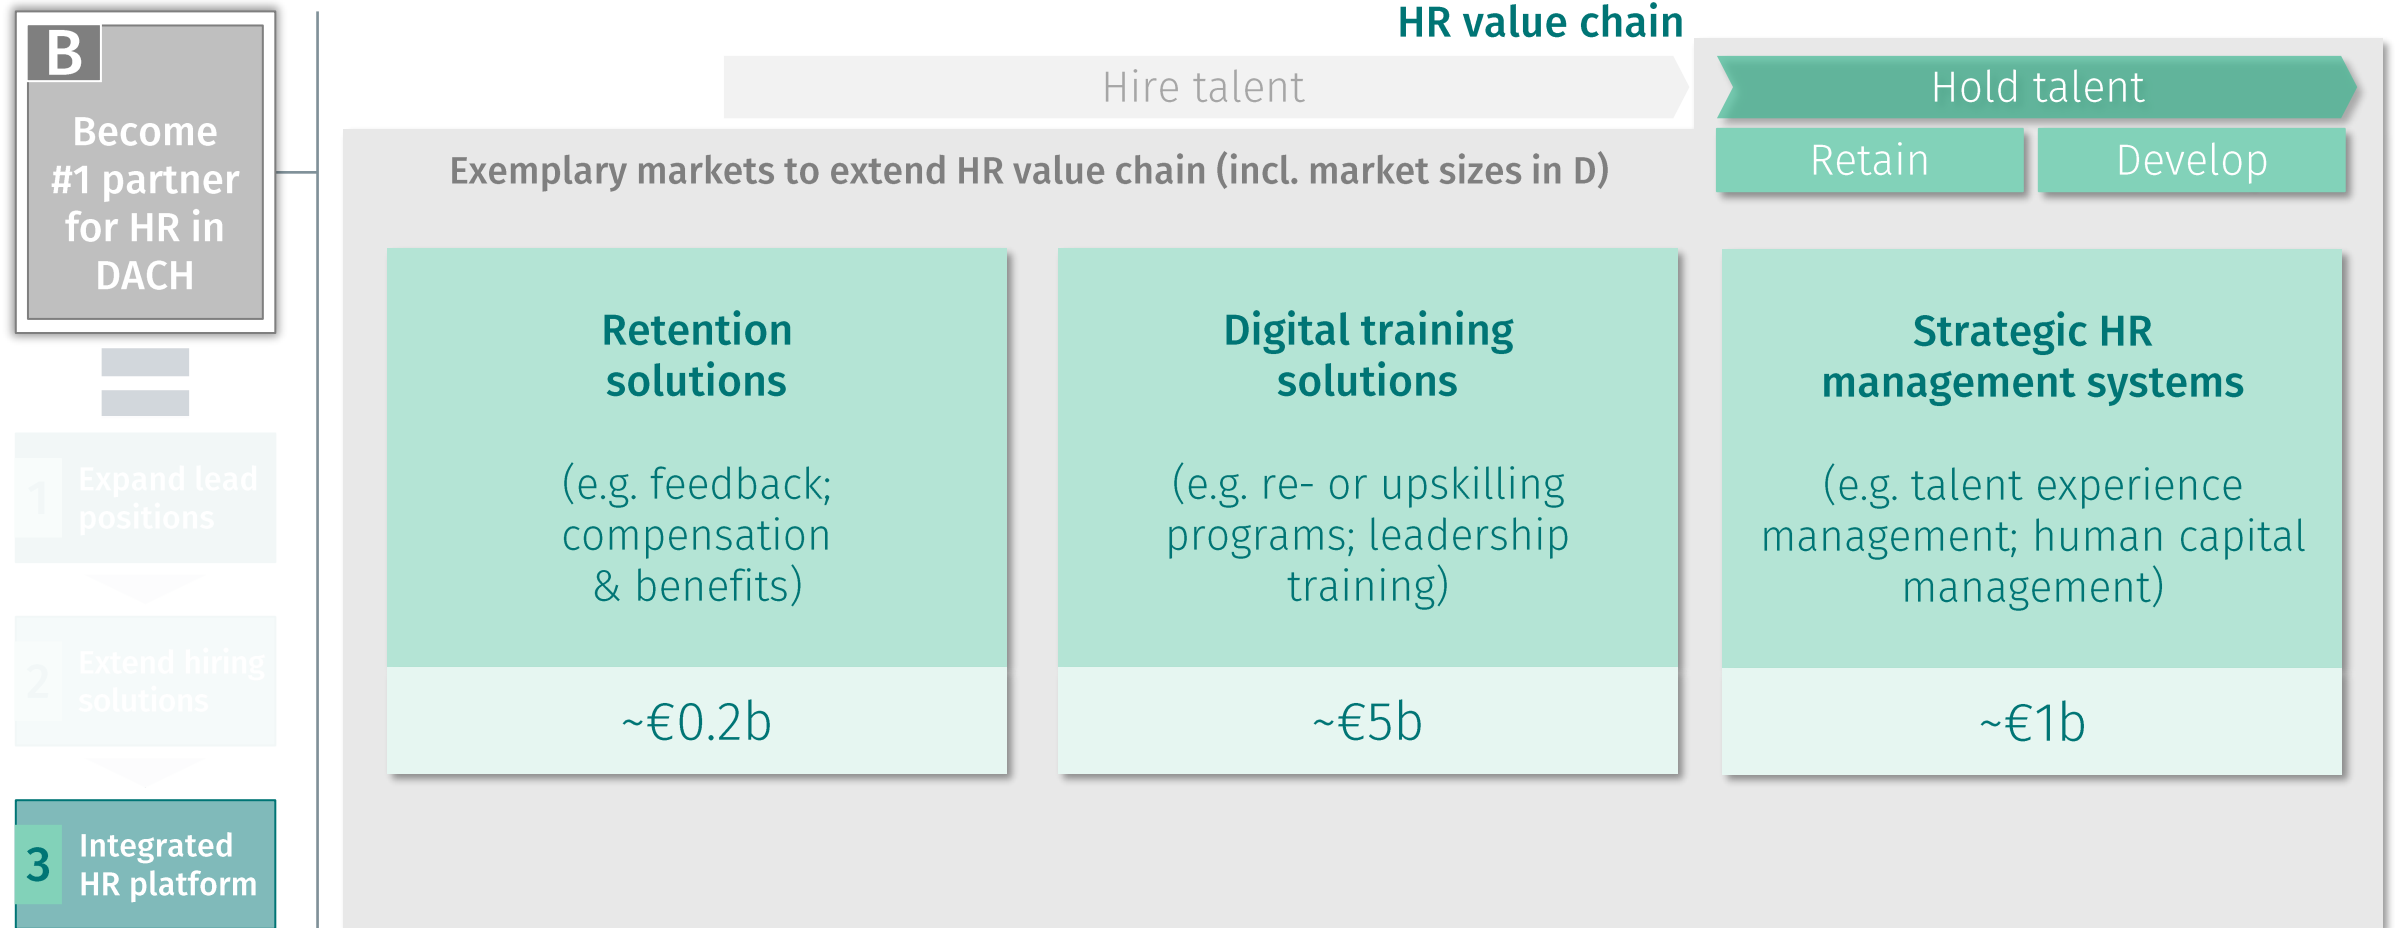 B
Become
#1 partner
for HR in
DACH
1
Expand lead
positions
2
Extend hiring
solutions
3
Integrated
HR platform
HR value chain
Hire talent
Hold talent
Retain
Develop
Exemplary markets to extend HR value chain (incl. market sizes in D)
Retention
solutions
(e.g. feedback;
compensation
& benefits)
~€0.2b
Digital training
solutions
(e.g. re- or upskilling
programs; leadership
training)
~€5b
Strategic HR
management systems
(e.g. talent experience
management; human capital
management)
~€1b